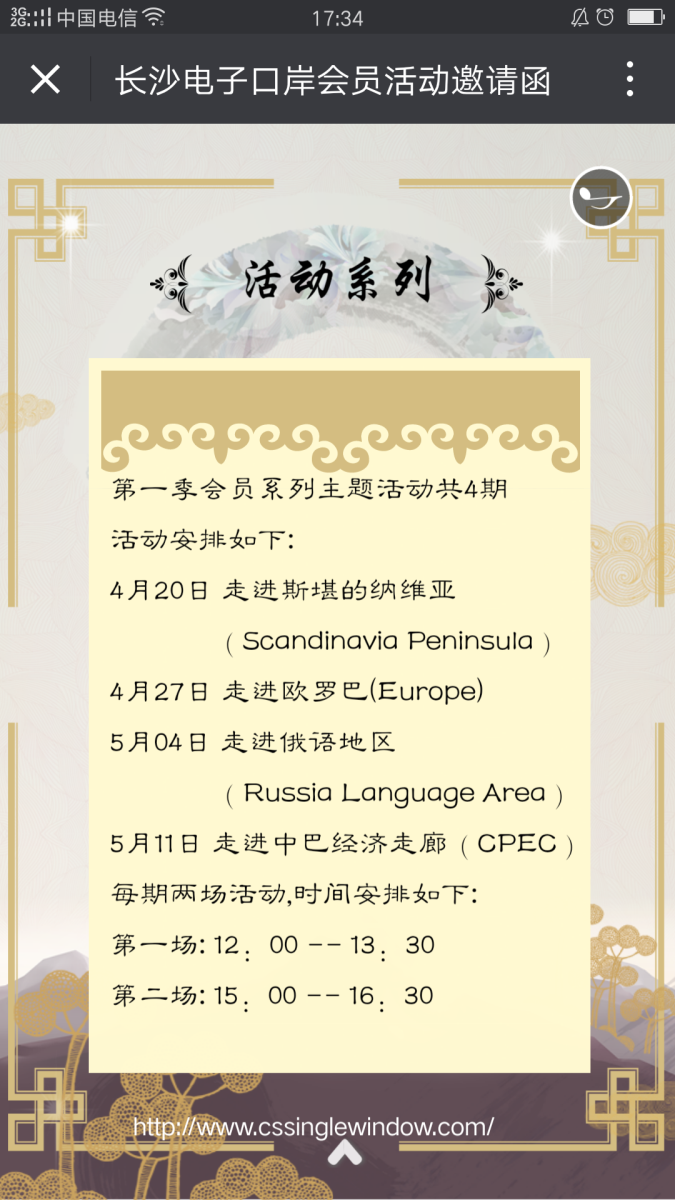 3G 2G 中国电信 17:34
长沙电子口岸会员活动邀请函
活动系列
第一季会员系列主题活动共4期
活动安排如下:
4月20日 走进斯堪的纳维亚
( Scandinavia Peninsula )
4月27日 走进欧罗巴(Europe)
5月04日 走进俄语地区
( Russia Language Area )
5月11日 走进中巴经济走廊 ( CPEC )
每期两场活动,时间安排如下:
第一场: 12：00 -- 13：30
第二场: 15：00 -- 16：30
http://www.cssinglewindow.com/